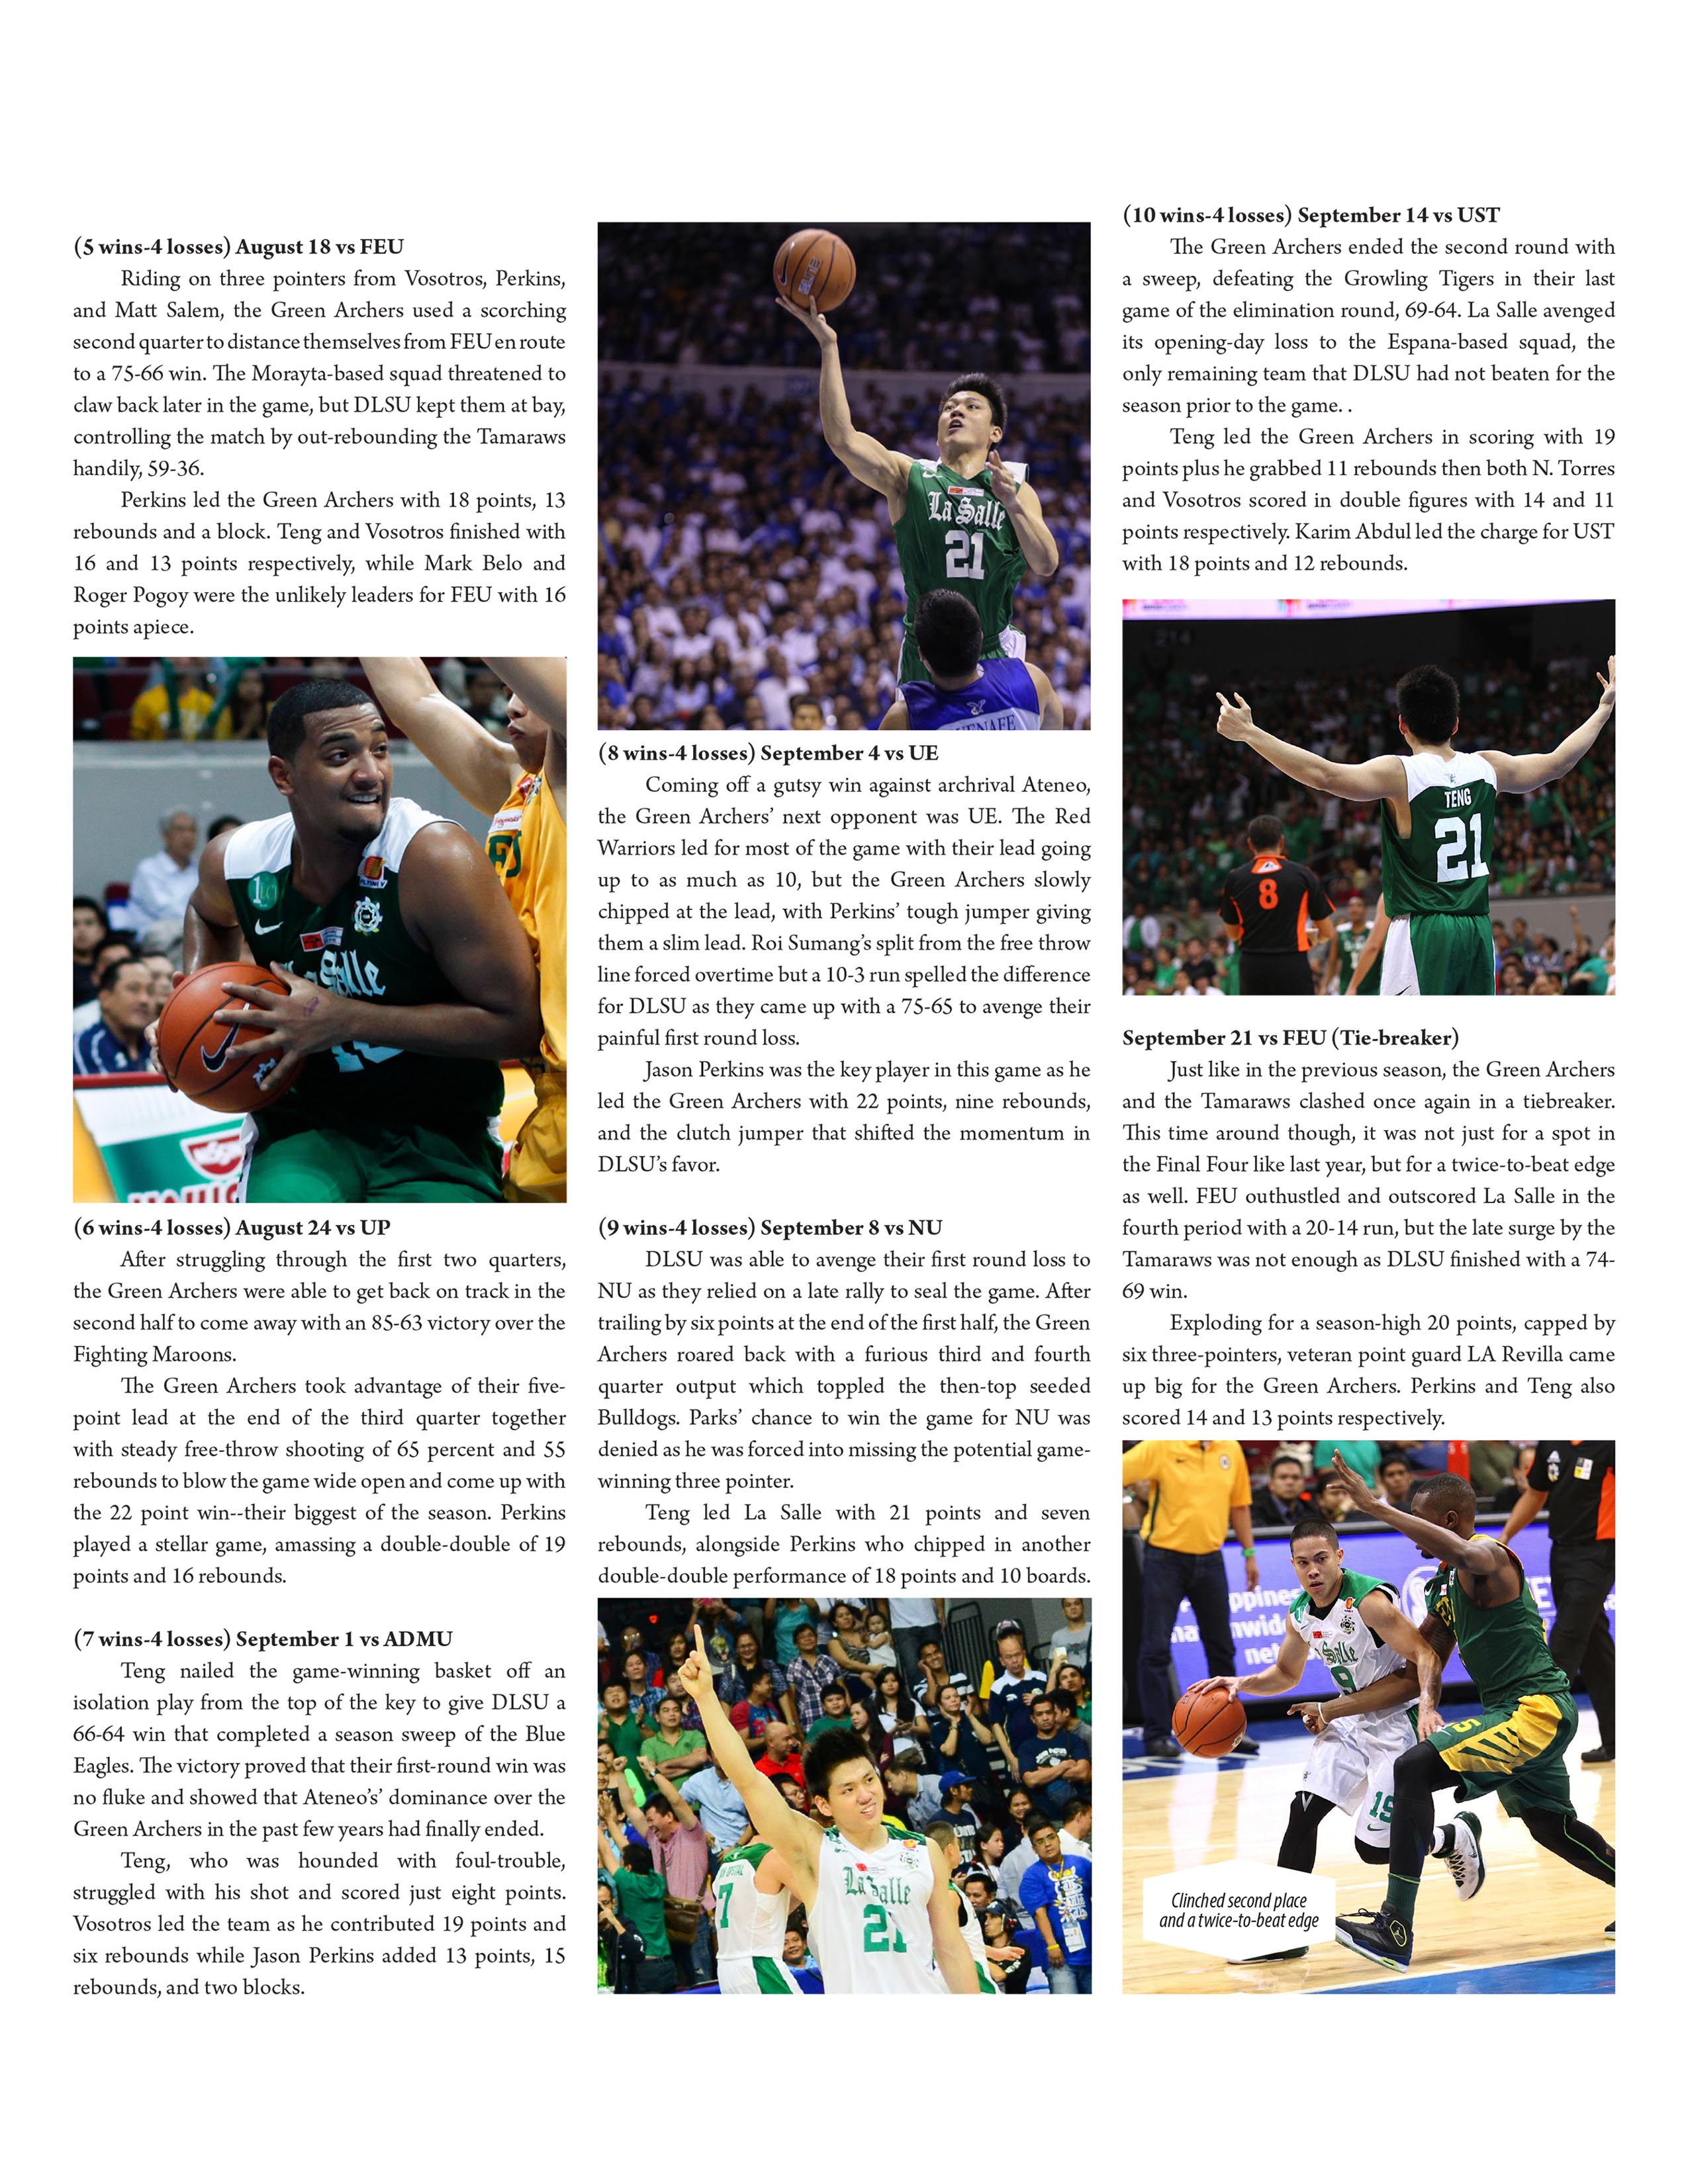 (5 wins-4 losses) August 18 vs FEU
Riding on three pointers from Vosotros, Perkins,
and Matt Salem, the Green Archers used a scorching
second quarter to distance themselves from FEU en route
to a 75-66 win. The Morayta-based squad threatened to
claw back later in the game, but DLSU kept them at bay,
controlling the match by out-rebounding the Tamaraws
handily, 59-36.
Perkins led the Green Archers with 18 points, 13
rebounds and a block. Teng and Vosotros finished with
16 and 13 points respectively, while Mark Belo and
Roger Pogoy were the unlikely leaders for FEU with 16
points apiece.
La Salle
(6 wins-4 losses) August 24 vs UP
After struggling through the first two quarters,
the Green Archers were able to get back on track in the
second half to come away with an 85-63 victory over the
Fighting Maroons.
The Green Archers took advantage of their five-
point lead at the end of the third quarter together
with steady free-throw shooting of 65 percent and 55
rebounds to blow the game wide open and come up with
the 22 point win--their biggest of the season. Perkins
played a stellar game, amassing a double-double of 19
points and 16 rebounds.
(7 wins-4 losses) September 1 vs ADMU
Teng nailed the game-winning basket off an
isolation play from the top of the key to give DLSU a
66-64 win that completed a season sweep of the Blue
Eagles. The victory proved that their first-round win was
no fluke and showed that Ateneo’s’ dominance over the
Green Archers in the past few years had finally ended.
Teng, who was hounded with foul-trouble,
struggled with his shot and scored just eight points.
Vosotros led the team as he contributed 19 points and
six rebounds while Jason Perkins added 13 points, 15
rebounds, and two blocks.
ELITE
La Salle
21
(8 wins-4 losses) September 4 vs UE
Coming off a gutsy win against archrival Ateneo,
the Green Archers’ next opponent was UE. The Red
Warriors led for most of the game with their lead going
up to as much as 10, but the Green Archers slowly
chipped at the lead, with Perkins’ tough jumper giving
them a slim lead. Roi Sumang’s split from the free throw
line forced overtime but a 10-3 run spelled the difference
for DLSU as they came up with a 75-65 to avenge their
painful first round loss.
Jason Perkins was the key player in this game as he
led the Green Archers with 22 points, nine rebounds,
and the clutch jumper that shifted the momentum in
DLSU’s favor.
(9 wins-4 losses) September 8 vs NU
DLSU was able to avenge their first round loss to
NU as they relied on a late rally to seal the game. After
trailing by six points at the end of the first half, the Green
Archers roared back with a furious third and fourth
quarter output which toppled the then-top seeded
Bulldogs. Parks’ chance to win the game for NU was
denied as he was forced into missing the potential game-
winning three pointer.
Teng led La Salle with 21 points and seven
rebounds, alongside Perkins who chipped in another
double-double performance of 18 points and 10 boards.
7
La Salle
21
(10 wins-4 losses) September 14 vs UST
The Green Archers ended the second round with
a sweep, defeating the Growling Tigers in their last
game of the elimination round, 69-64. La Salle avenged
its opening-day loss to the Espana-based squad, the
only remaining team that DLSU had not beaten for the
season prior to the game. .
Teng led the Green Archers in scoring with 19
points plus he grabbed 11 rebounds then both N. Torres
and Vosotros scored in double figures with 14 and 11
points respectively. Karim Abdul led the charge for UST
with 18 points and 12 rebounds.
214
TENG
21
8
September 21 vs FEU (Tie-breaker)
Just like in the previous season, the Green Archers
and the Tamaraws clashed once again in a tiebreaker.
This time around though, it was not just for a spot in
the Final Four like last year, but for a twice-to-beat edge
as well. FEU outhustled and outscored La Salle in the
fourth period with a 20-14 run, but the late surge by the
Tamaraws was not enough as DLSU finished with a 74-
69 win.
Exploding for a season-high 20 points, capped by
six three-pointers, veteran point guard LA Revilla came
up big for the Green Archers. Perkins and Teng also
scored 14 and 13 points respectively.
La Salle
9
Clinched second place
and a twice-to-beat edge